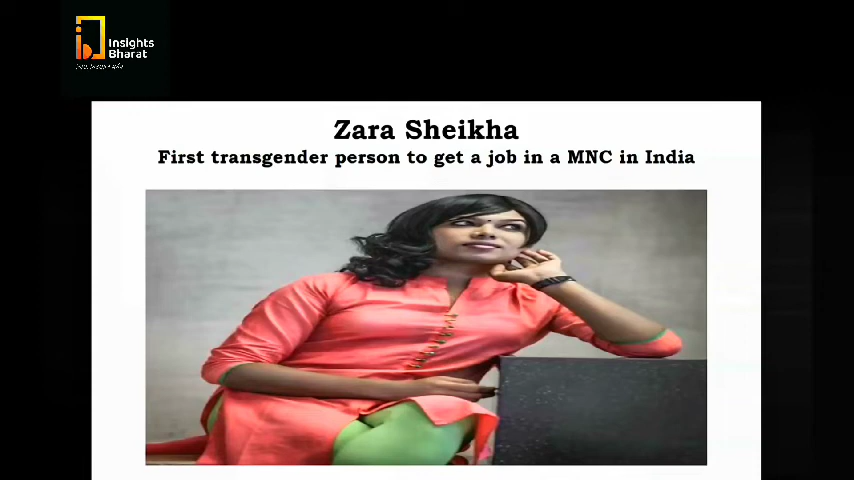 Insights
Bharat
Zara Sheikha
First transgender person to get a job in a MNC in India